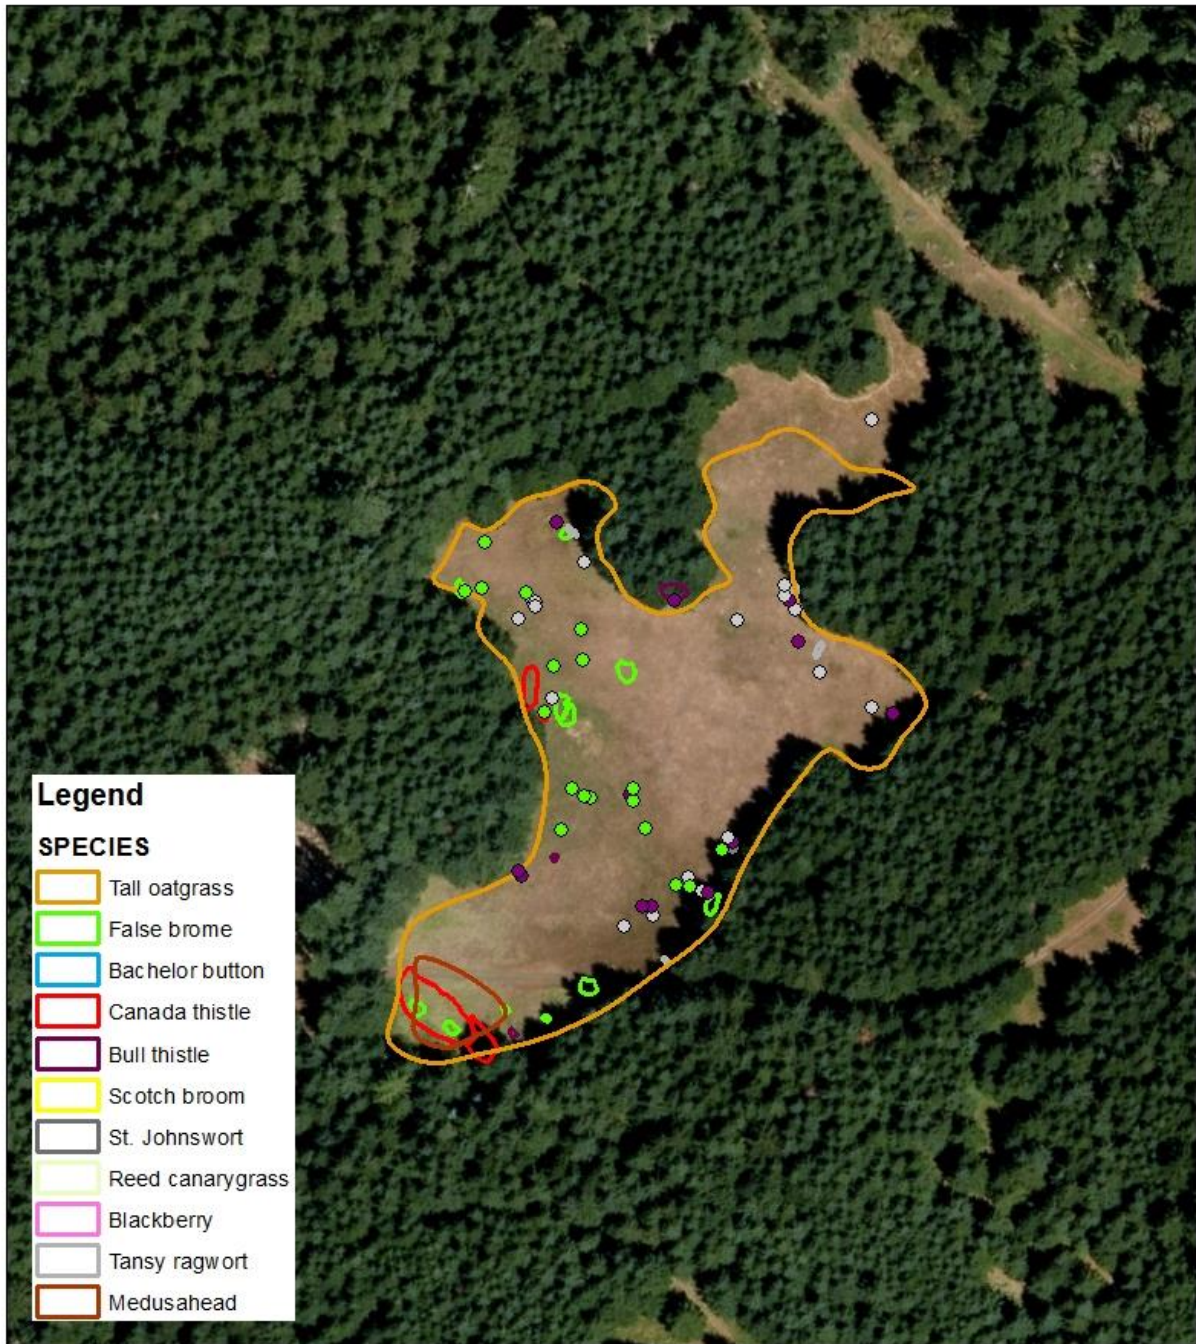 Legend
SPECIES
Tall oatgrass
False brome
Bachelor button
Canada thistle
Bull thistle
Scotch broom
St. Johnswort
Reed canarygrass
Blackberry
Tansy ragwort
Medusahead